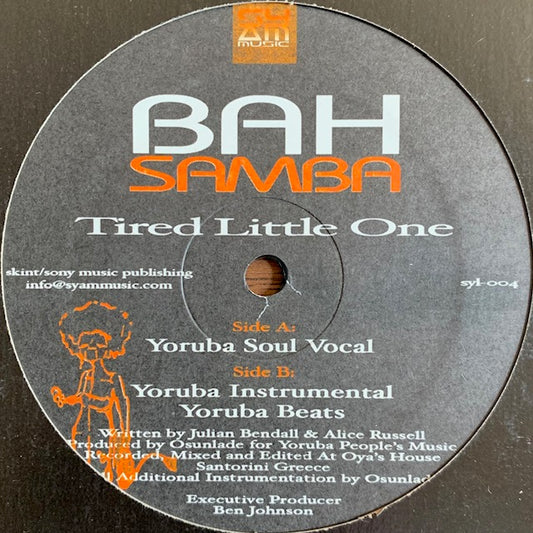 AM
MUSIC
BAH
SAMBA
Tired Little One
skint/sony music publishing
info@syammusic.com
syl-004
Side A:
Yoruba Soul Vocal
Side B:
Yoruba Instrumental
Yoruba Beats
Written by Julian Bendall & Alice Russell
Produced by Osunlade for Yoruba People's Music
Recorded, Mixed and Edited At Oya's House
Santorini Greece
Additional Instrumentation by Osunlad
Executive Producer
Ben Johnson